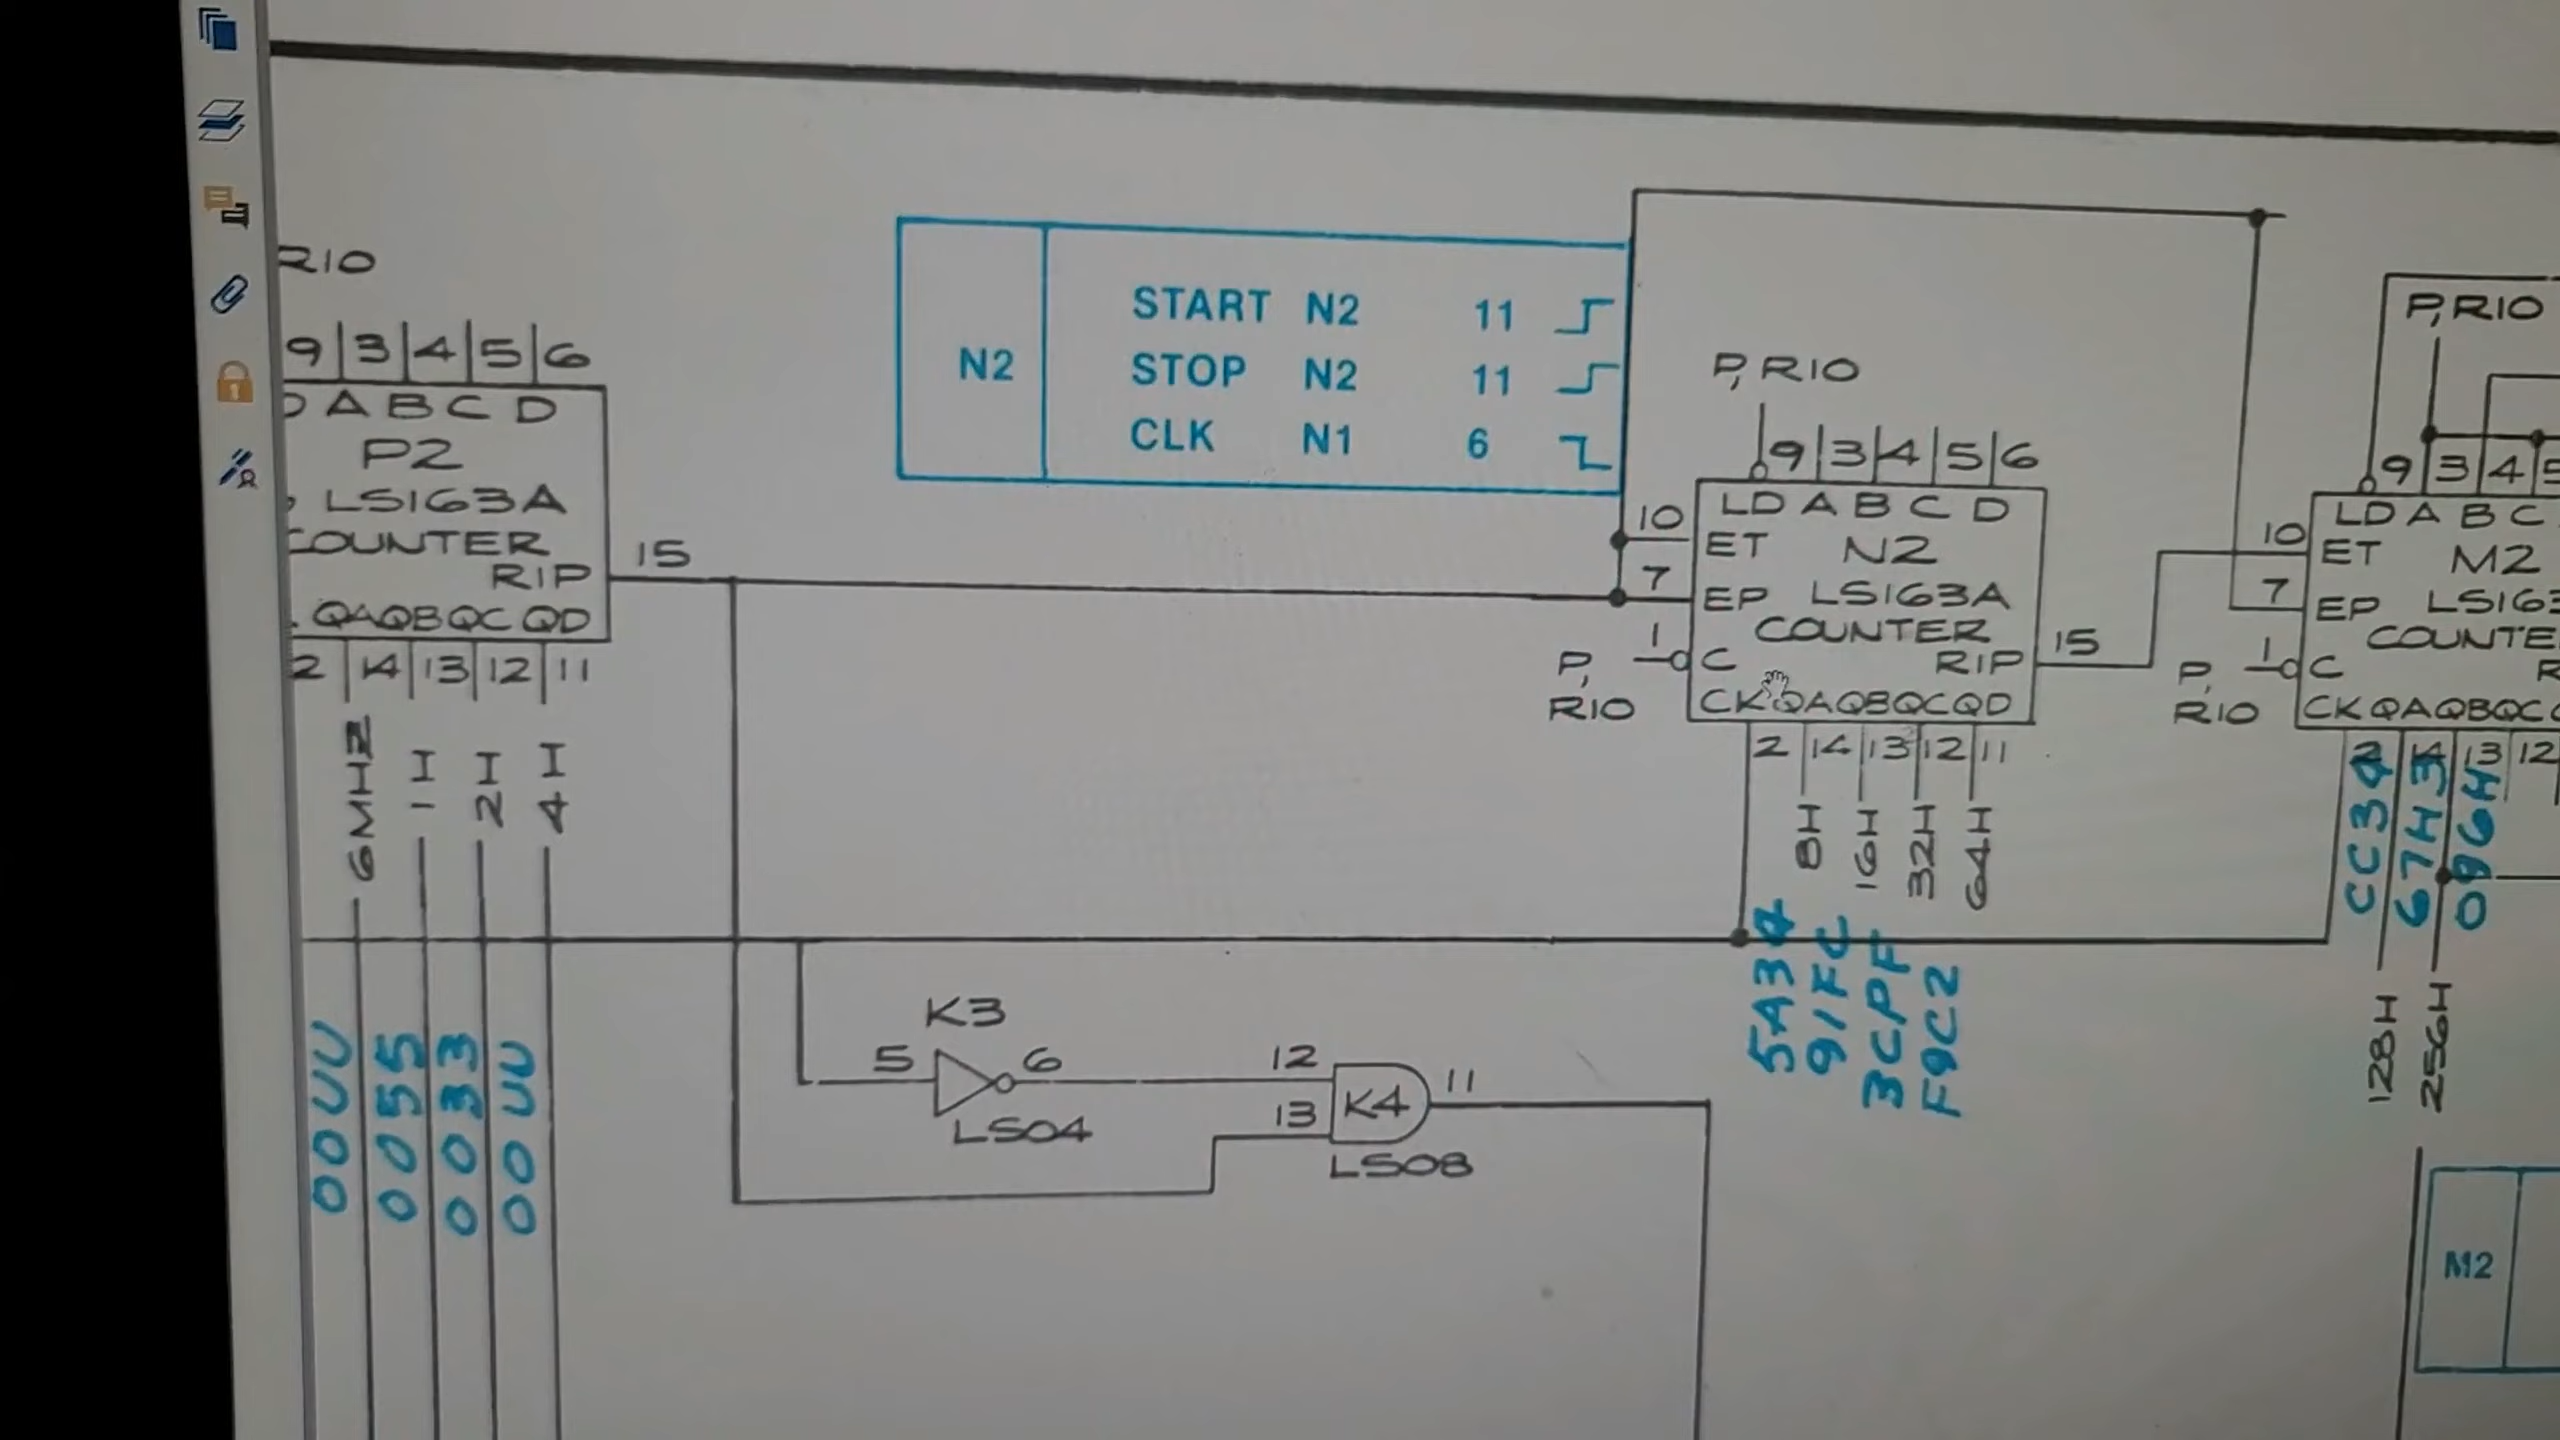 R10
9 3 4 5 6
D A B C D
P2
LS163A
COUNTER
RIP
15
QA QB QC QD
2 14 13 12 11
6MHZ
1H
2H
4H
00UU
0055
0033
00UU
N2
START N2 11
STOP N2 11
CLK N1 6
P, R10
9 3 4 5 6
LD A B C D
10
ET N2
7
EP LS163A
COUNTER
1
C
RIP
15
P,
R10
CK QA QB QC QD
2 14 13 12 11
8H
16H
32H
64H
91FC
3CPF
F9C2
P, R10
9 3 4 5
LD A B C
10
ET M2
7
EP LS163
COUNTE
1
C
R
P,
R10
CK QA QB QC
13 12
128H
256H
K3
5
6
LS04
12
13
K4
11
LS08
M2